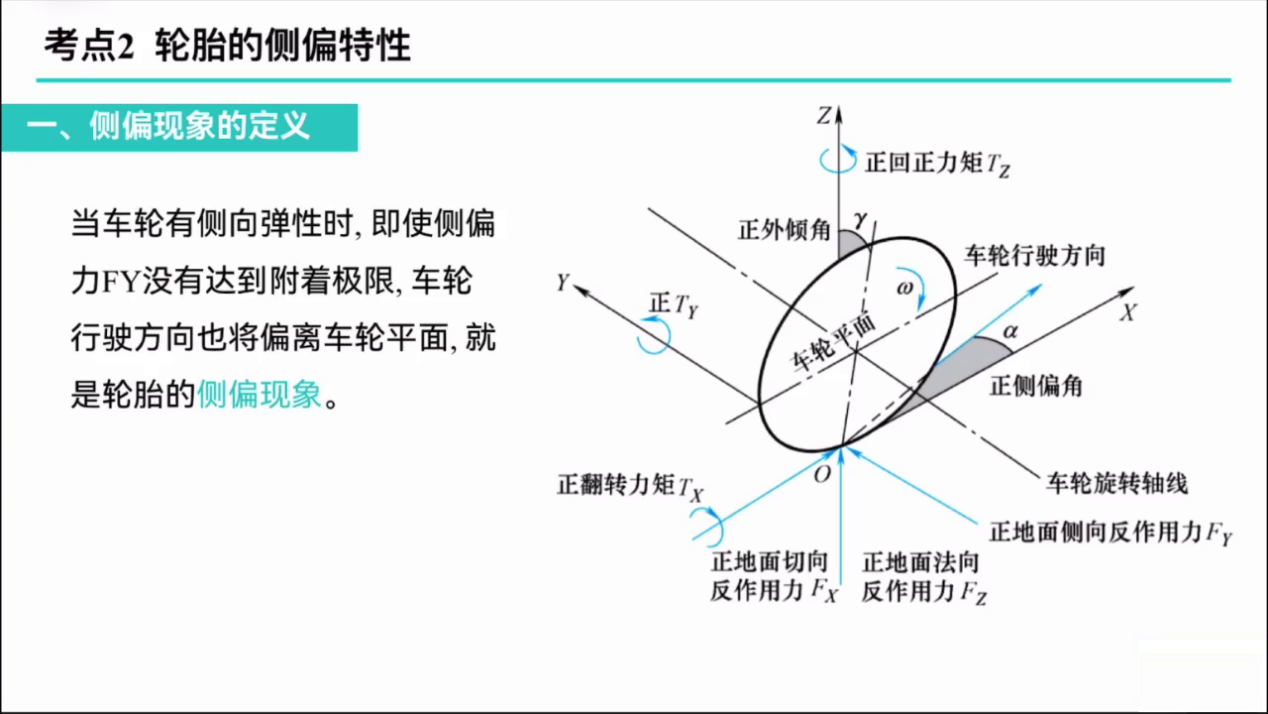 考点2 轮胎的侧偏特性
一、侧偏现象的定义
当车轮有侧向弹性时, 即使侧偏
力FY没有达到附着极限, 车轮
行驶方向也将偏离车轮平面, 就
是轮胎的侧偏现象。
Z
正回正力矩 T_Z
正外倾角
γ
车轮行驶方向
Y
正 T_Y
ω
X
车轮平面
α
正侧偏角
O
正翻转力矩 T_X
车轮旋转轴线
正地面侧向反作用力 F_Y
正地面切向
反作用力 F_X
正地面法向
反作用力 F_Z